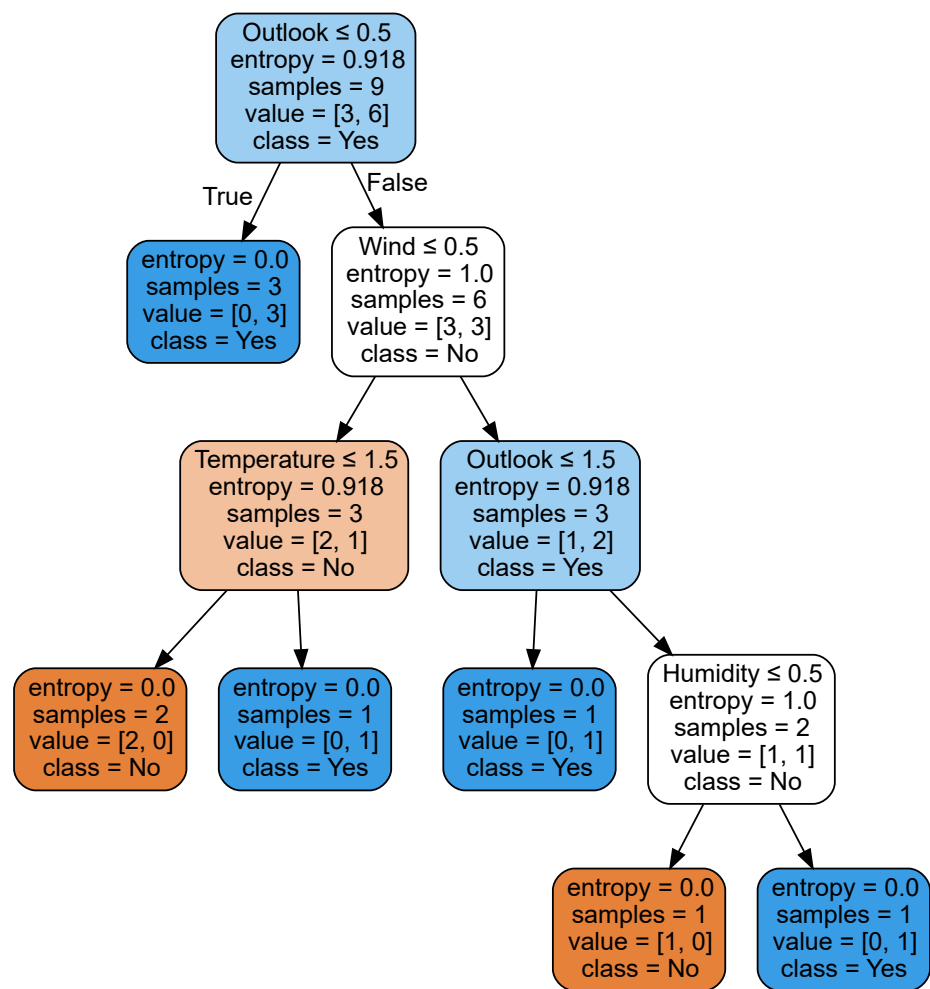 Outlook ≤ 0.5
entropy = 0.918
samples = 9
value = [3, 6]
class = Yes
True
False
entropy = 0.0
samples = 3
value = [0, 3]
class = Yes
Wind ≤ 0.5
entropy = 1.0
samples = 6
value = [3, 3]
class = No
Temperature ≤ 1.5
entropy = 0.918
samples = 3
value = [2, 1]
class = No
Outlook ≤ 1.5
entropy = 0.918
samples = 3
value = [1, 2]
class = Yes
entropy = 0.0
samples = 2
value = [2, 0]
class = No
entropy = 0.0
samples = 1
value = [0, 1]
class = Yes
entropy = 0.0
samples = 1
value = [0, 1]
class = Yes
Humidity ≤ 0.5
entropy = 1.0
samples = 2
value = [1, 1]
class = No
entropy = 0.0
samples = 1
value = [1, 0]
class = No
entropy = 0.0
samples = 1
value = [0, 1]
class = Yes